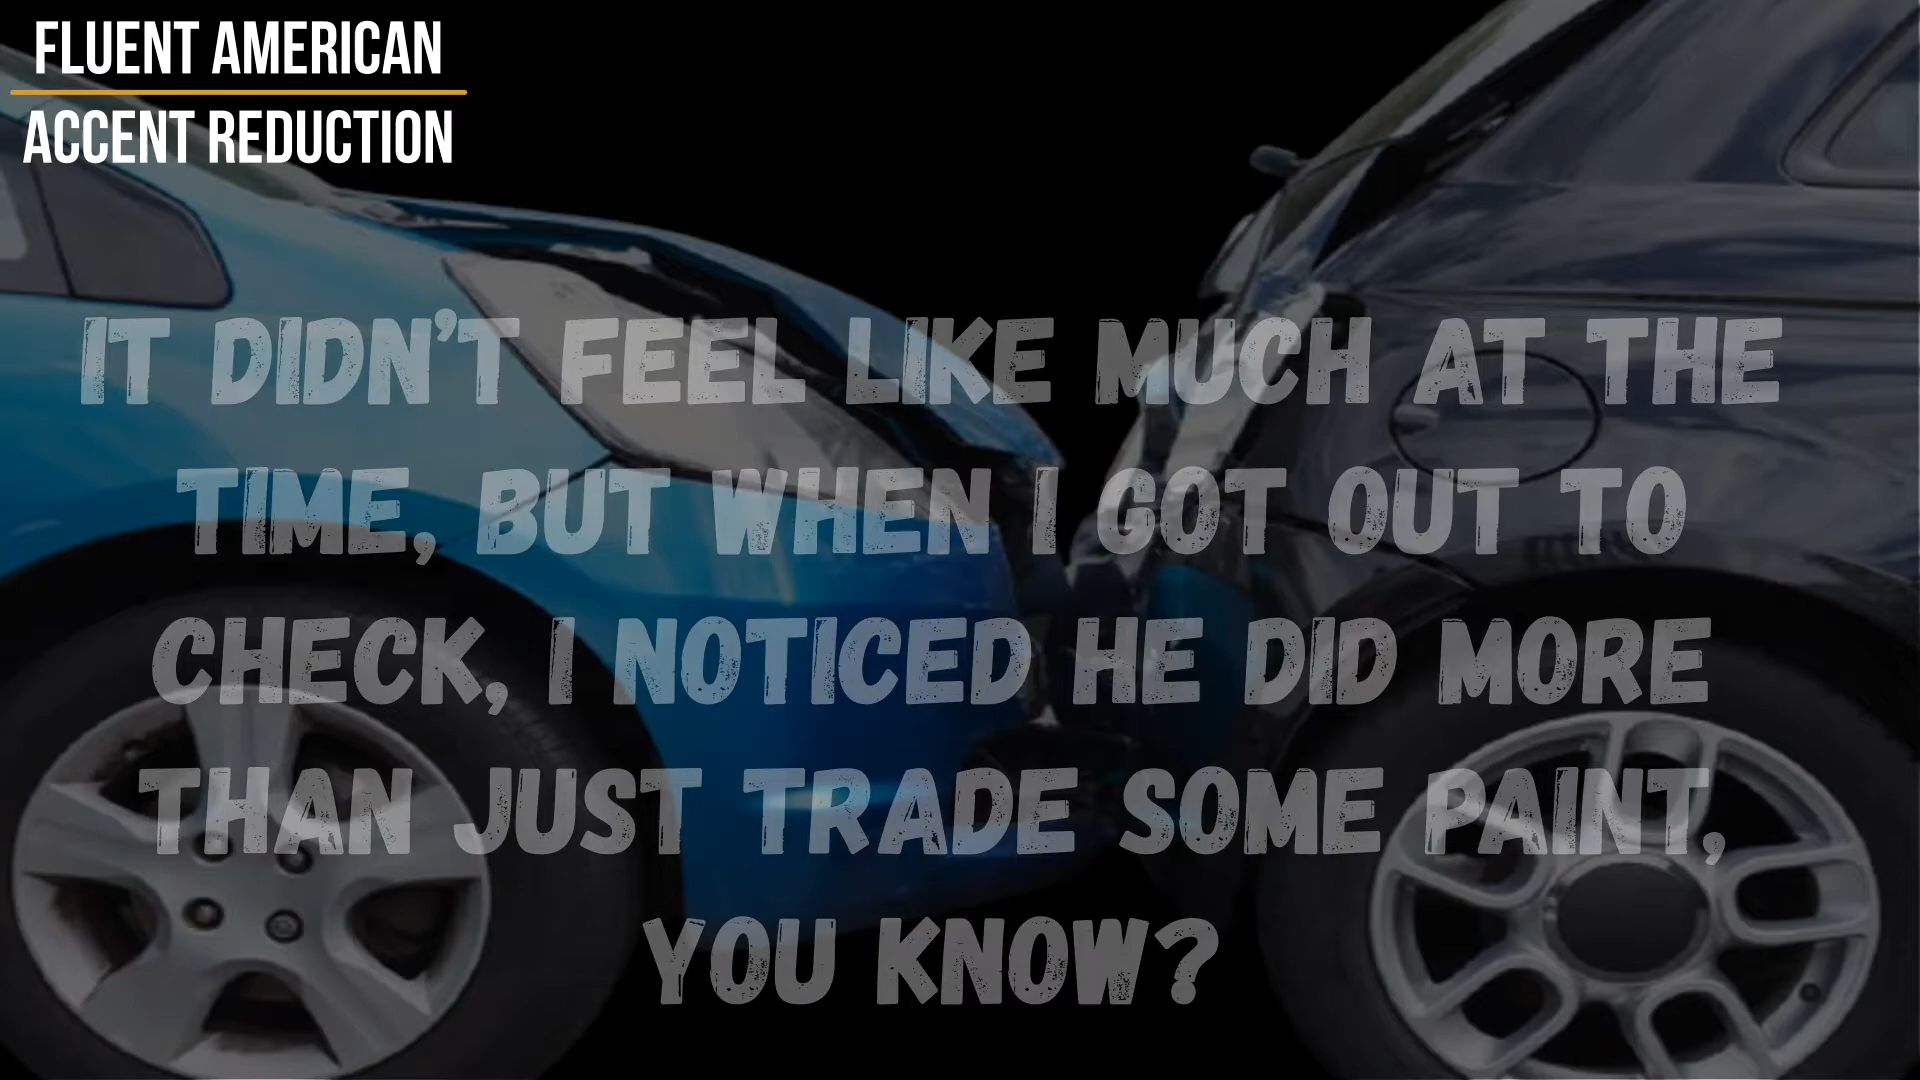 FLUENT AMERICAN
ACCENT REDUCTION
IT DIDN'T FEEL LIKE MUCH AT THE
TIME, BUT WHEN I GOT OUT TO
CHECK, I NOTICED HE DID MORE
THAN JUST TRADE SOME PAINT,
YOU KNOW?